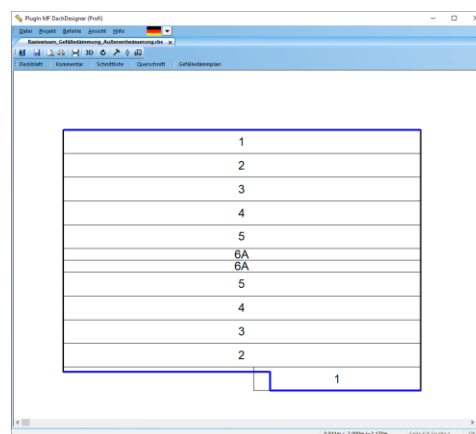 PlugIn MF DachDesigner (Profi)
Datei Projekt Befehle Ansicht Hilfe
Basiswissen_Gefälledämmung_Außenentwässerung.rbs x
3D
Deckblatt Kommentar Schnittliste Querschnitt Gefälledämmplan
1
2
3
4
5
6A
6A
5
4
3
2
1